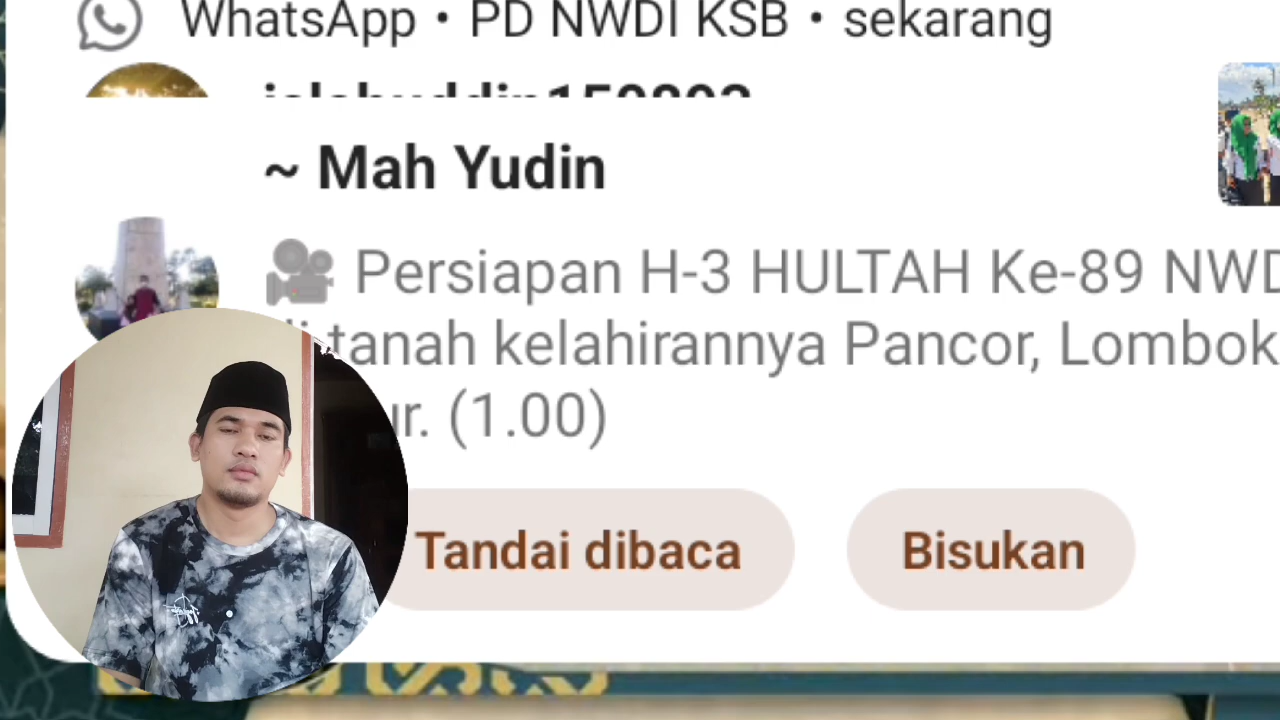 WhatsApp • PD NWDI KSB • sekarang
~ Mah Yudin
🎥 Persiapan H-3 HULTAH Ke-89
tanah kelahirannya Pancor, Lombok
(1.00)
Tandai dibaca
Bisukan